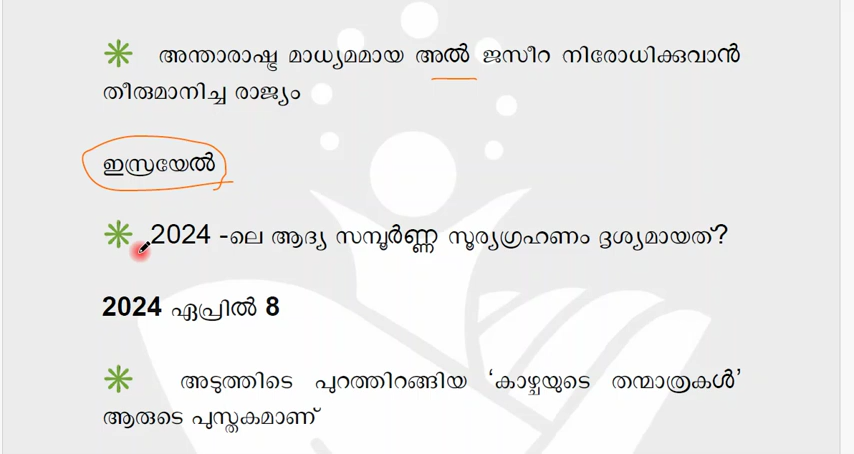 അന്താരാഷ്ട്ര മാധ്യമമായ അൽ ജസീറ നിരോധിക്കുവാൻ
തീരുമാനിച്ച രാജ്യം
ഇസ്രയേൽ
2024 -ലെ ആദ്യ സമ്പൂർണ്ണ സൂര്യഗ്രഹണം ദൃശ്യമായത്?
2024 ഏപ്രിൽ 8
അടുത്തിടെ പുറത്തിറങ്ങിയ ‘കാഴ്ചയുടെ തന്മാത്രകൾ’
ആരുടെ പുസ്തകമാണ്